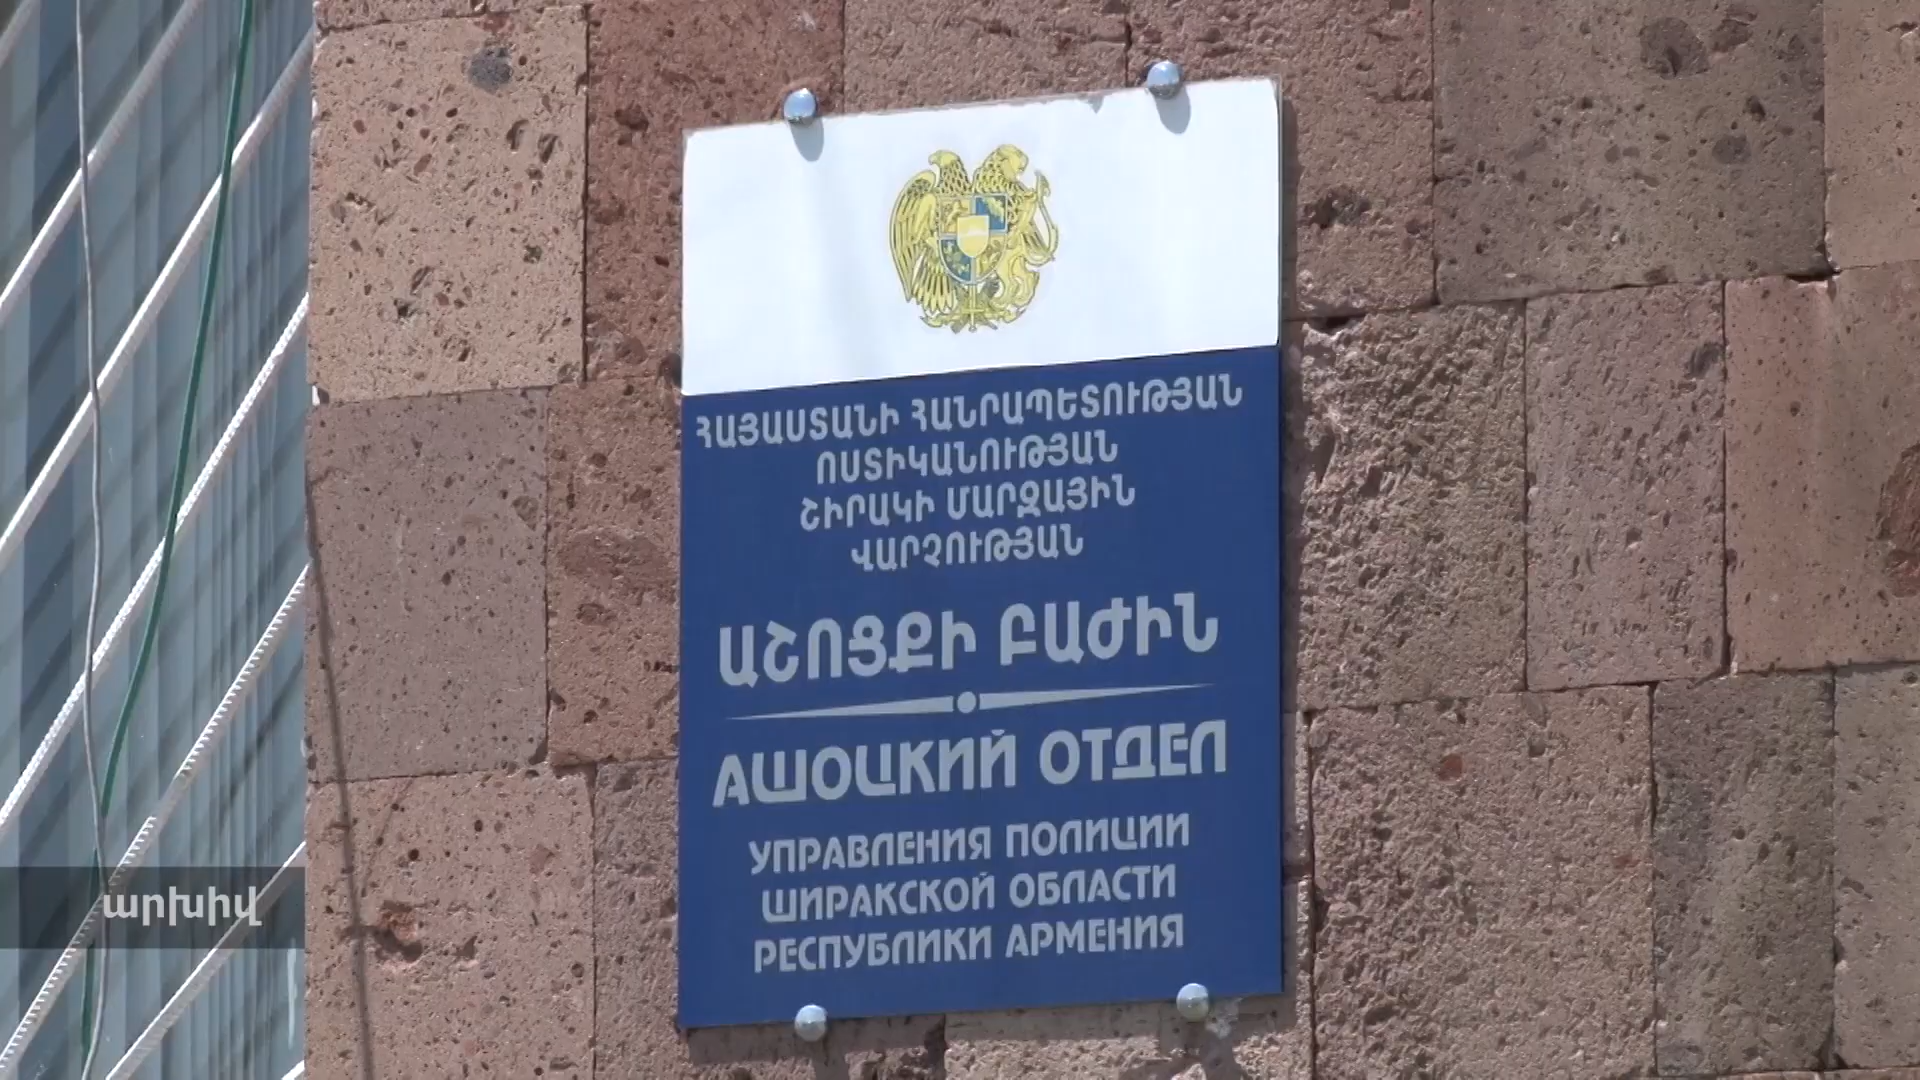 ՀԱՅԱՍՏԱՆԻ ՀԱՆՐԱՊԵՏՈՒԹՅԱՆ
ՈՍՏԻԿԱՆՈՒԹՅԱՆ
ՇԻՐԱԿԻ ՄԱՐԶԱՅԻՆ
ՎԱՐՉՈՒԹՅԱՆ
ԱՇՈՑՔԻ ԲԱԺԻՆ
АШОЦКИЙ ОТДЕЛ
УПРАВЛЕНИЯ ПОЛИЦИИ
ШИРАКСКОЙ ОБЛАСТИ
РЕСПУБЛИКИ АРМЕНИЯ
արխիվ